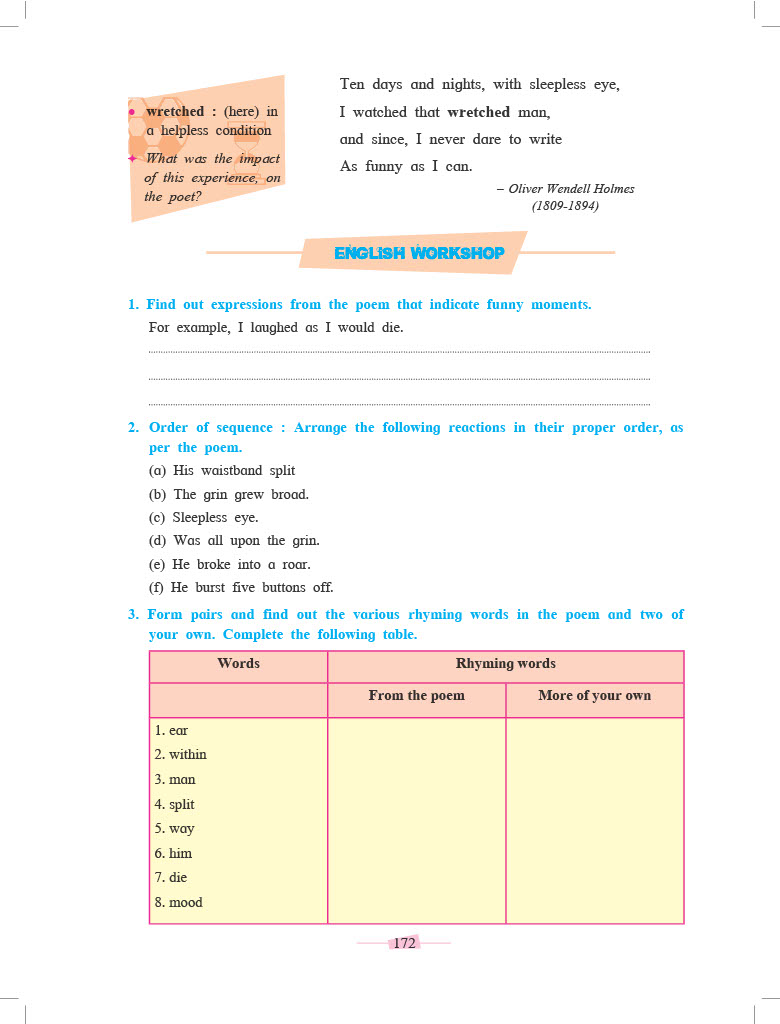 • wretched : (here) in
a helpless condition
✦ What was the impact
of this experience, on
the poet?
Ten days and nights, with sleepless eye,
I watched that wretched man,
and since, I never dare to write
As funny as I can.
– Oliver Wendell Holmes
(1809-1894)
ENGLISH WORKSHOP
1. Find out expressions from the poem that indicate funny moments.
For example, I laughed as I would die.
2. Order of sequence : Arrange the following reactions in their proper order, as
per the poem.
(a) His waistband split
(b) The grin grew broad.
(c) Sleepless eye.
(d) Was all upon the grin.
(e) He broke into a roar.
(f) He burst five buttons off.
3. Form pairs and find out the various rhyming words in the poem and two of
your own. Complete the following table.
Words Rhyming words
From the poem More of your own
1. ear
2. within
3. man
4. split
5. way
6. him
7. die
8. mood
172